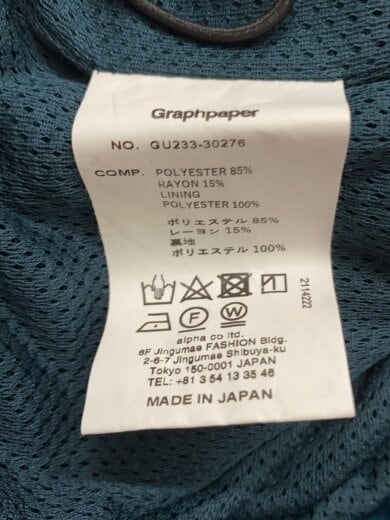 Graphpaper
NO. GU233-30276
COMP. POLYESTER 85%
RAYON 15%
LINING
POLYESTER 100%
ポリエステル 85%
レーヨン 15%
裏地
ポリエステル 100%
F W
2114222
alpha co ltd.
6F Jingumae FASHION Bldg.
2-6-7 Jingumae Shibuya-ku
Tokyo 150-0001 JAPAN
TEL: +81 3 54 13 35 46
MADE IN JAPAN